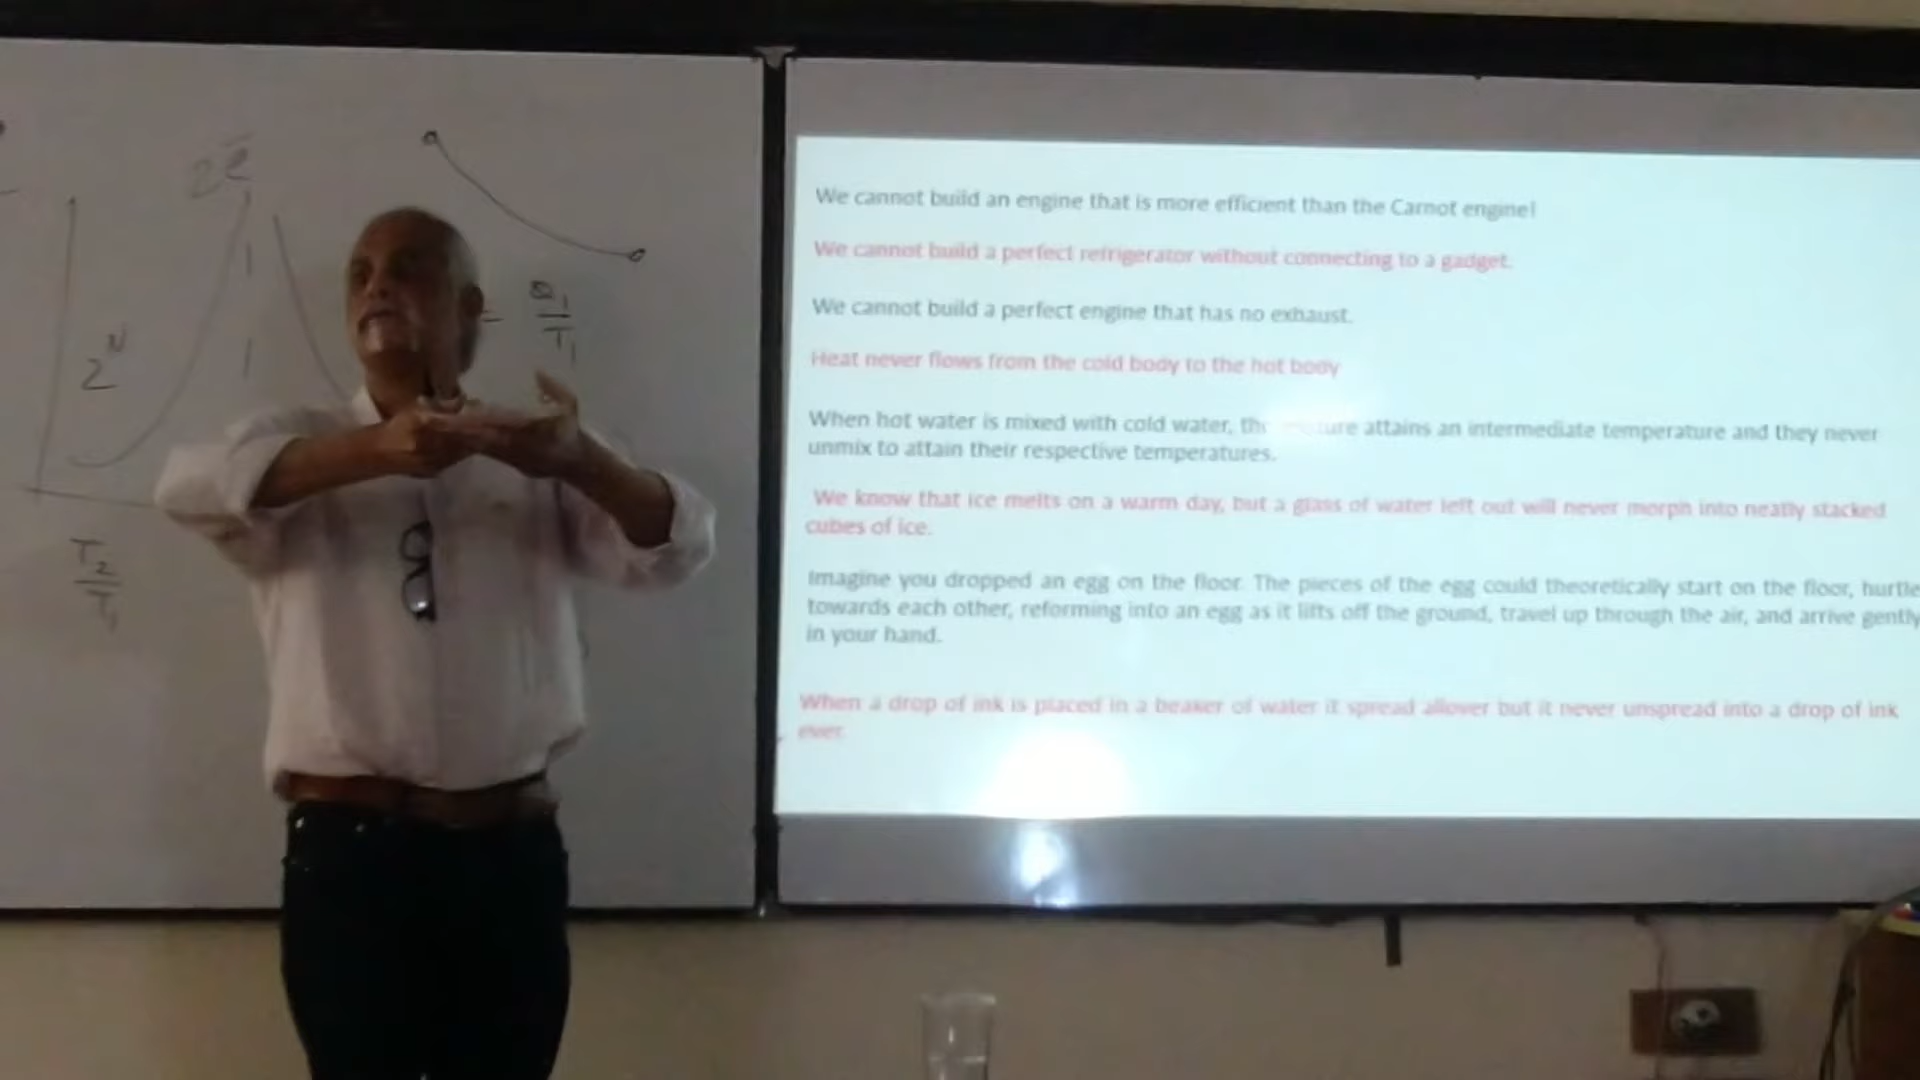 2^N
T2
T1
= Q1
T1
We cannot build an engine that is more efficient than the Carnot engine!
We cannot build a perfect refrigerator without connecting to a gadget.
We cannot build a perfect engine that has no exhaust.
Heat never flows from the cold body to the hot body
When hot water is mixed with cold water, attains an intermediate temperature and they never
unmix to attain their respective temperatures.
We know that ice melts on a warm day, but a glass of water left out will never morph into neatly stacked
cubes of ice.
Imagine you dropped an egg on the floor. The pieces of the egg could theoretically start on the floor, hurtle
towards each other, reforming into an egg as it lifts off the ground, travel up through the air, and arrive gently
in your hand.
When a drop of ink is placed in a beaker of water it spread allover but it never unspread into a drop of ink
ever.